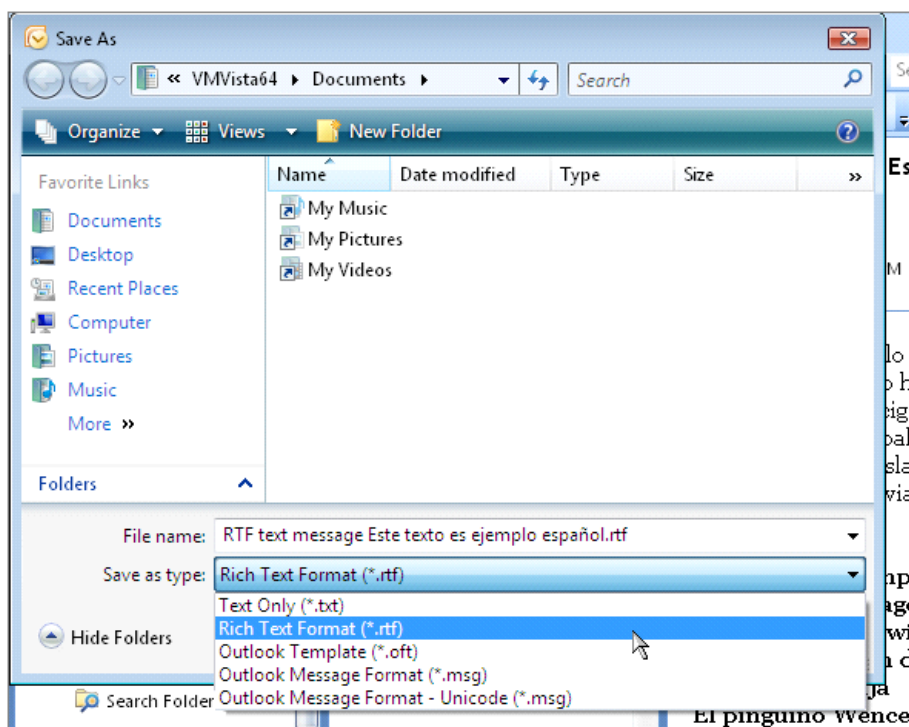 Save As
« VMVista64 ▸ Documents ▸
Search
Organize Views New Folder
Favorite Links
Documents
Desktop
Recent Places
Computer
Pictures
Music
More »
Folders
Name Date modified Type Size »
My Music
My Pictures
My Videos
File name: RTF text message Este texto es ejemplo español.rtf
Save as type: Rich Text Format (*.rtf)
Text Only (*.txt)
Rich Text Format (*.rtf)
Outlook Template (*.oft)
Outlook Message Format (*.msg)
Outlook Message Format - Unicode (*.msg)
Hide Folders
Search Folder
El pinguino Wence